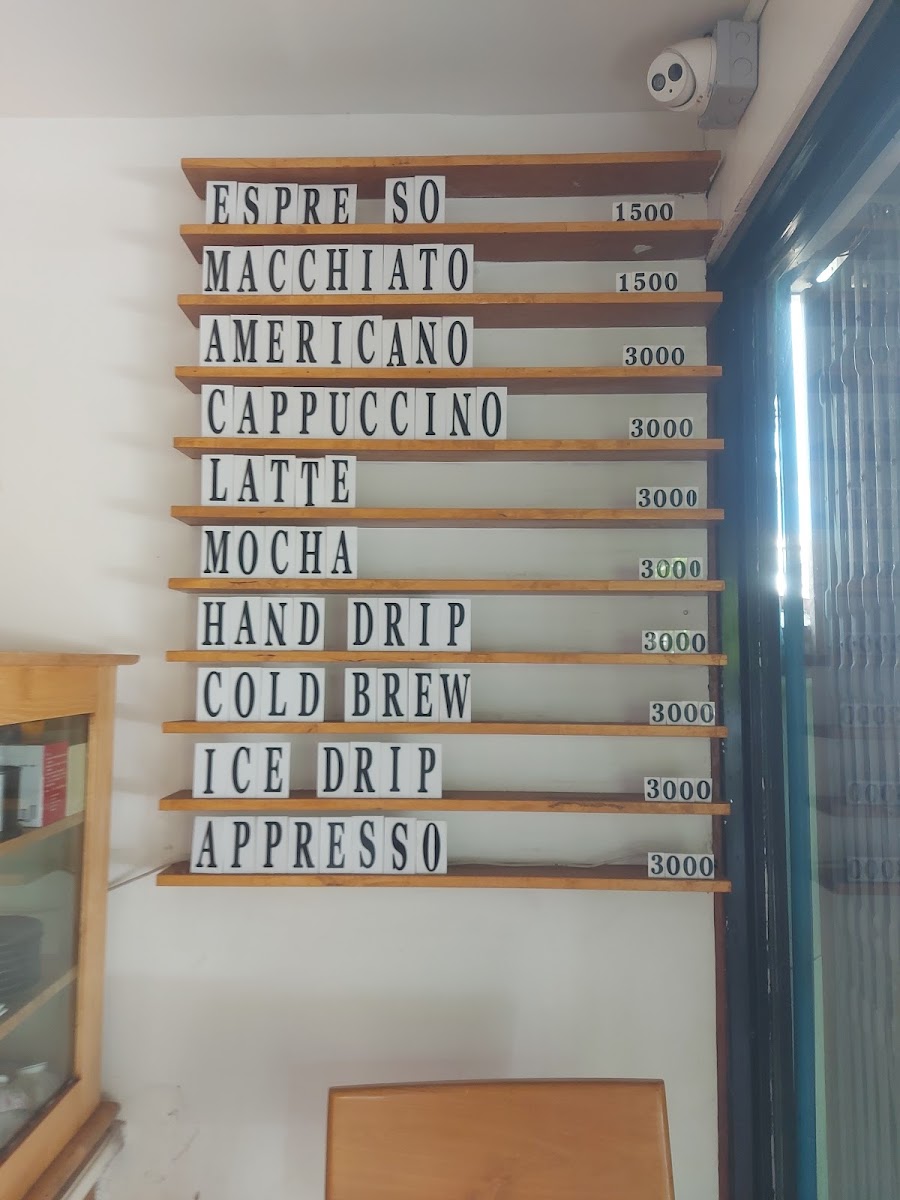 ESPRE SO 1500
MACCHIATO 1500
AMERICANO 3000
CAPPUCCINO 3000
LATTE 3000
MOCHA 3000
HAND DRIP 3000
COLD BREW 3000
ICE DRIP 3000
APPRESSO 3000